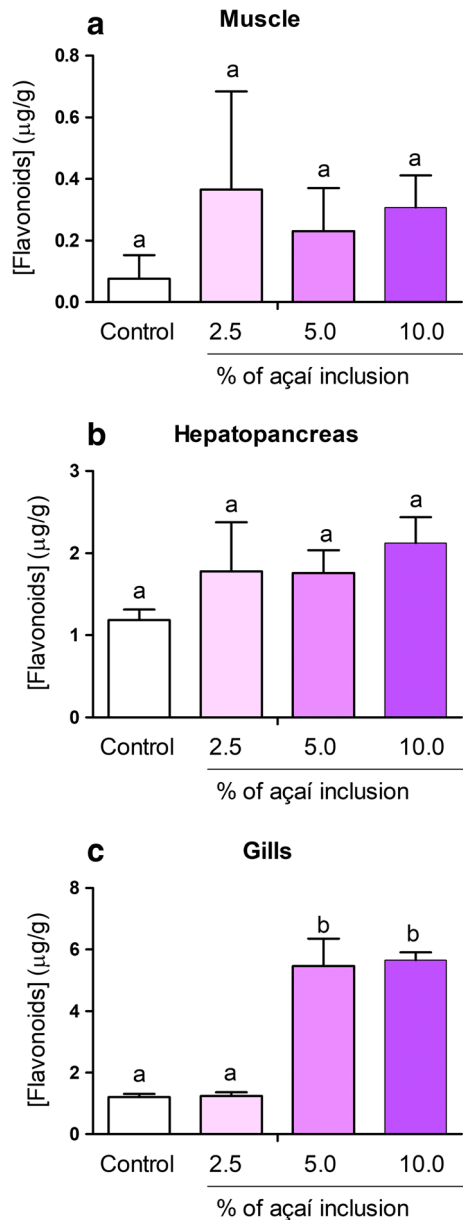 a Muscle
[Flavonoids] (μg/g)
0.8
0.6
0.4
0.2
0.0
a a a a
Control 2.5 5.0 10.0
% of açaí inclusion
b Hepatopancreas
[Flavonoids] (μg/g)
3
2
1
0
a a a a
Control 2.5 5.0 10.0
% of açaí inclusion
c Gills
[Flavonoids] (μg/g)
8
6
4
2
0
a a b b
Control 2.5 5.0 10.0
% of açaí inclusion